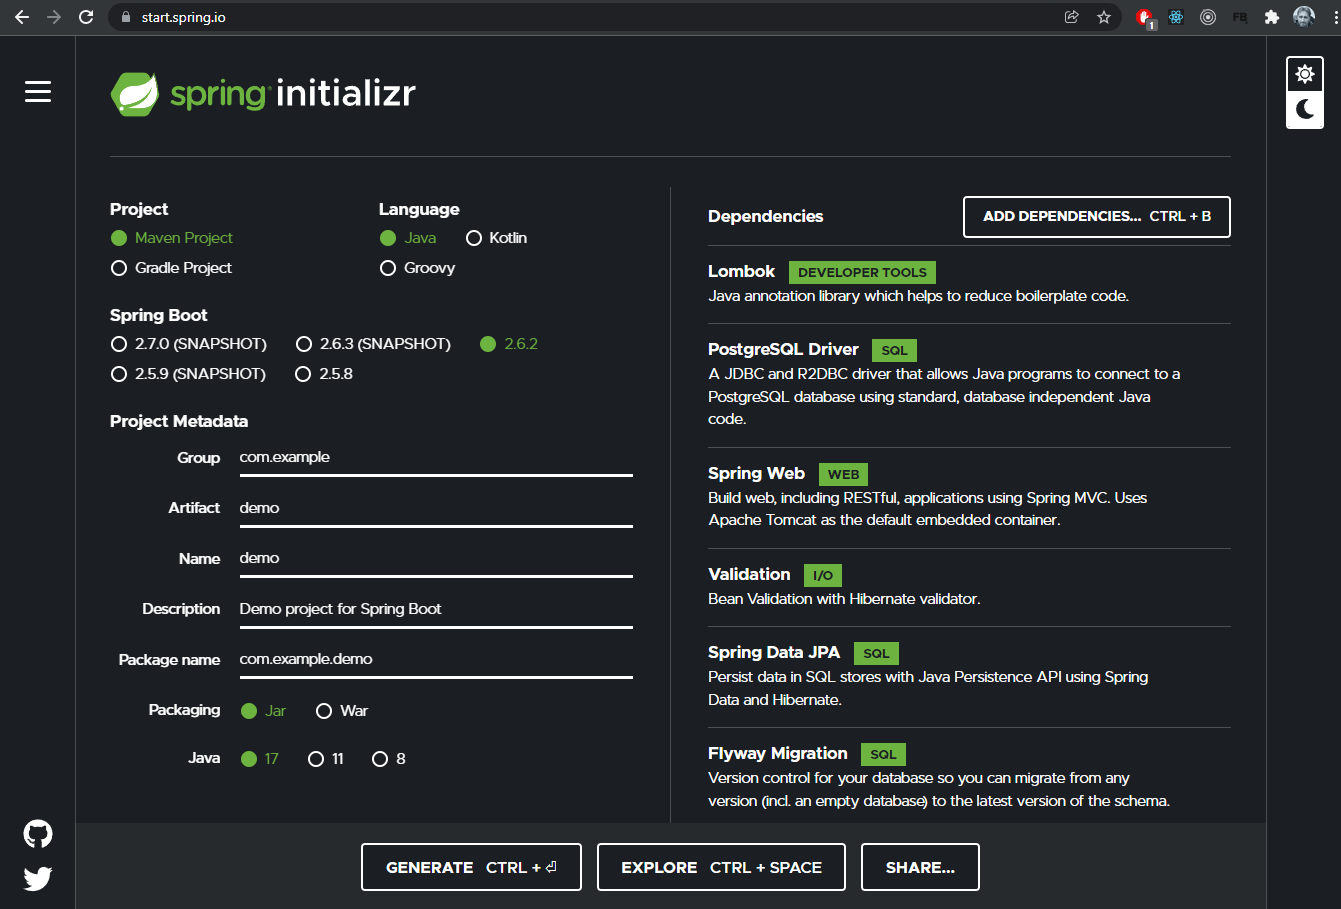 start.spring.io
1
FB
spring initializr
Project
Maven Project
Gradle Project
Language
Java Kotlin
Groovy
Spring Boot
2.7.0 (SNAPSHOT) 2.6.3 (SNAPSHOT) 2.6.2
2.5.9 (SNAPSHOT) 2.5.8
Project Metadata
Group com.example
Artifact demo
Name demo
Description Demo project for Spring Boot
Package name com.example.demo
Packaging Jar War
Java 17 11 8
Dependencies ADD DEPENDENCIES... CTRL + B
Lombok DEVELOPER TOOLS
Java annotation library which helps to reduce boilerplate code.
PostgreSQL Driver SQL
A JDBC and R2DBC driver that allows Java programs to connect to a
PostgreSQL database using standard, database independent Java
code.
Spring Web WEB
Build web, including RESTful, applications using Spring MVC. Uses
Apache Tomcat as the default embedded container.
Validation I/O
Bean Validation with Hibernate validator.
Spring Data JPA SQL
Persist data in SQL stores with Java Persistence API using Spring
Data and Hibernate.
Flyway Migration SQL
Version control for your database so you can migrate from any
version (incl. an empty database) to the latest version of the schema.
GENERATE CTRL + ⏎ EXPLORE CTRL + SPACE SHARE...